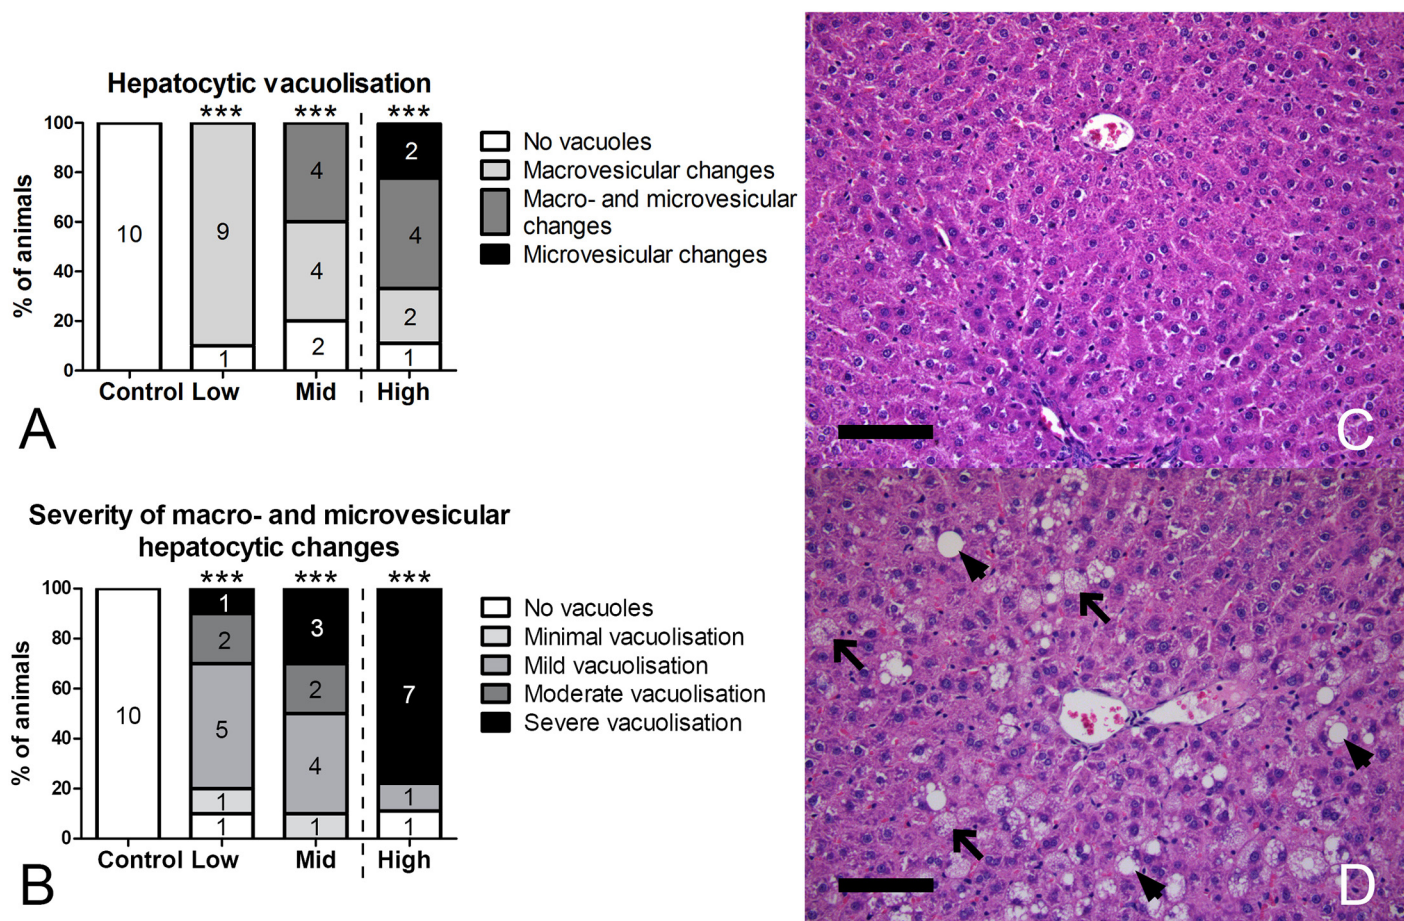 Hepatocytic vacuolisation
*** *** ***
100
80
60
40
20
0
% of animals
10
9
1
4
4
2
2
4
2
1
Control Low Mid High
No vacuoles
Macrovesicular changes
Macro- and microvesicular
changes
Microvesicular changes
A
Severity of macro- and microvesicular
hepatocytic changes
*** *** ***
100
80
60
40
20
0
% of animals
10
1
2
5
1
1
3
2
4
1
7
1
1
Control Low Mid High
No vacuoles
Minimal vacuolisation
Mild vacuolisation
Moderate vacuolisation
Severe vacuolisation
B
C
D